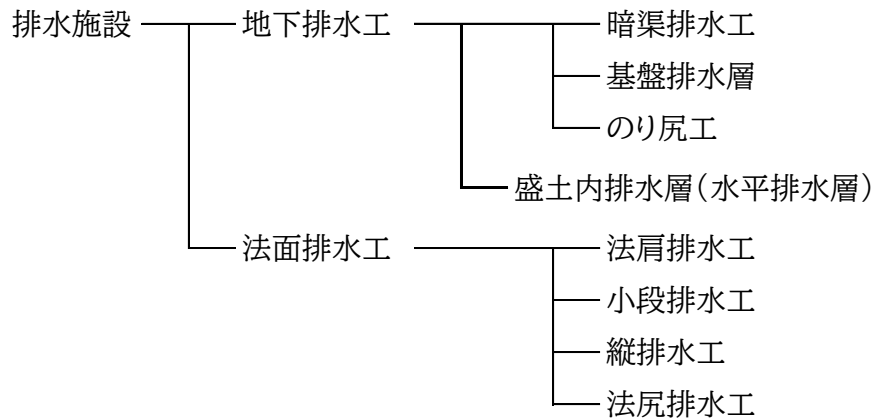 排水施設 地下排水工 暗渠排水工
基盤排水層
のり尻工
盛土内排水層(水平排水層)
法面排水工 法肩排水工
小段排水工
縦排水工
法尻排水工